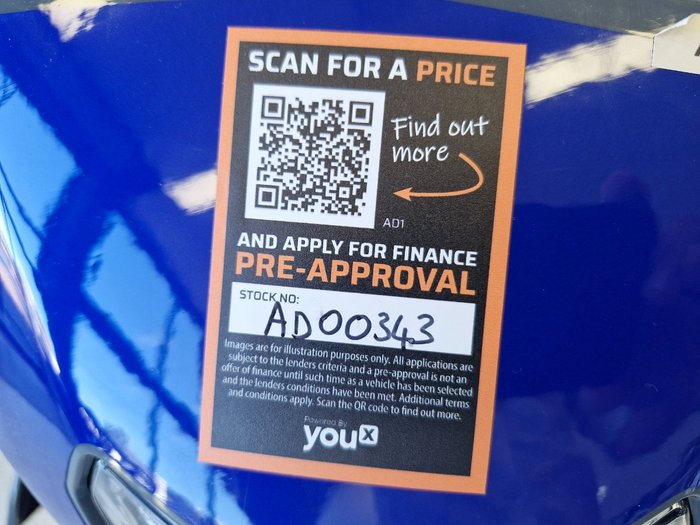 SCAN FOR A PRICE
Find out
more
AD1
AND APPLY FOR FINANCE
PRE-APPROVAL
STOCK NO:
AD00343
Images are for illustration purposes only. All applications are
subject to the lenders criteria and a pre-approval is not an
offer of finance until such time as a vehicle has been selected
and the lenders conditions have been met. Additional terms
and conditions apply. Scan the QR code to find out more.
Powered By
youX